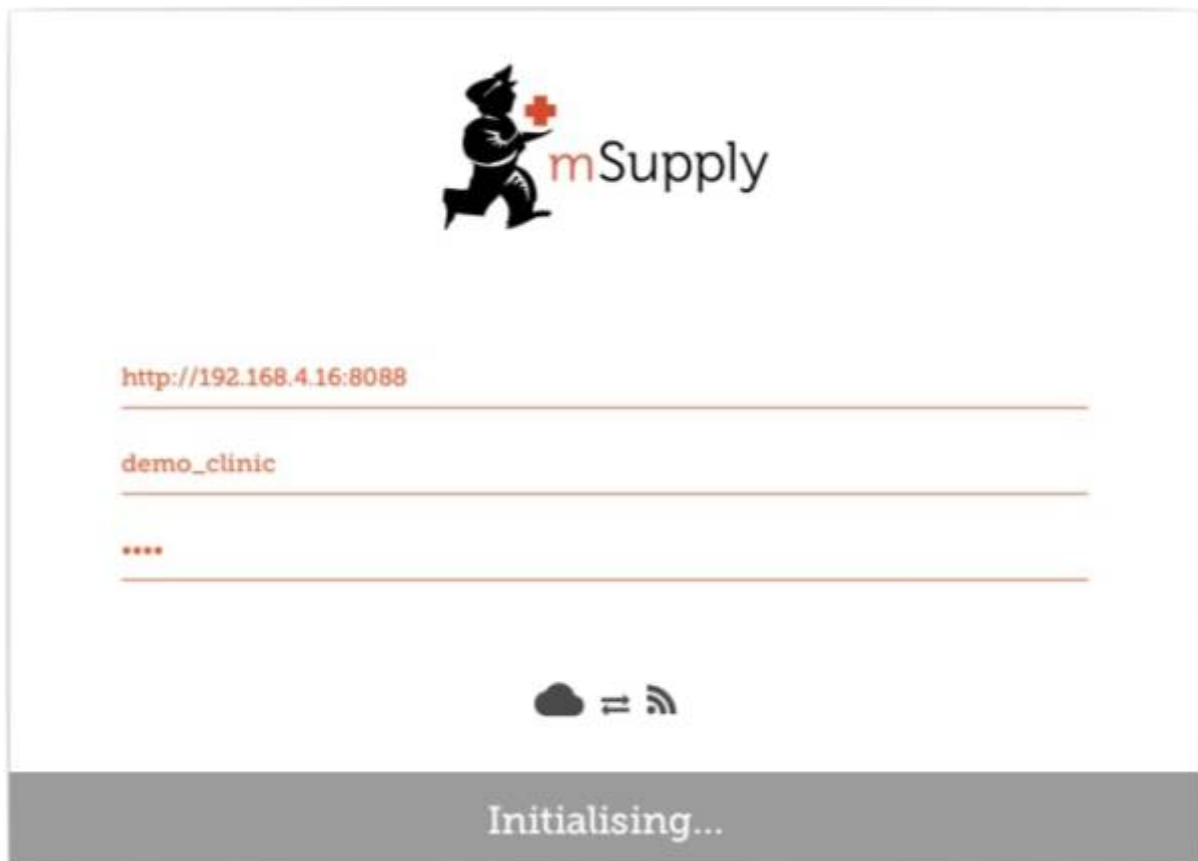 mSupply
http://192.168.4.16:8088
demo_clinic
••••
Initialising...